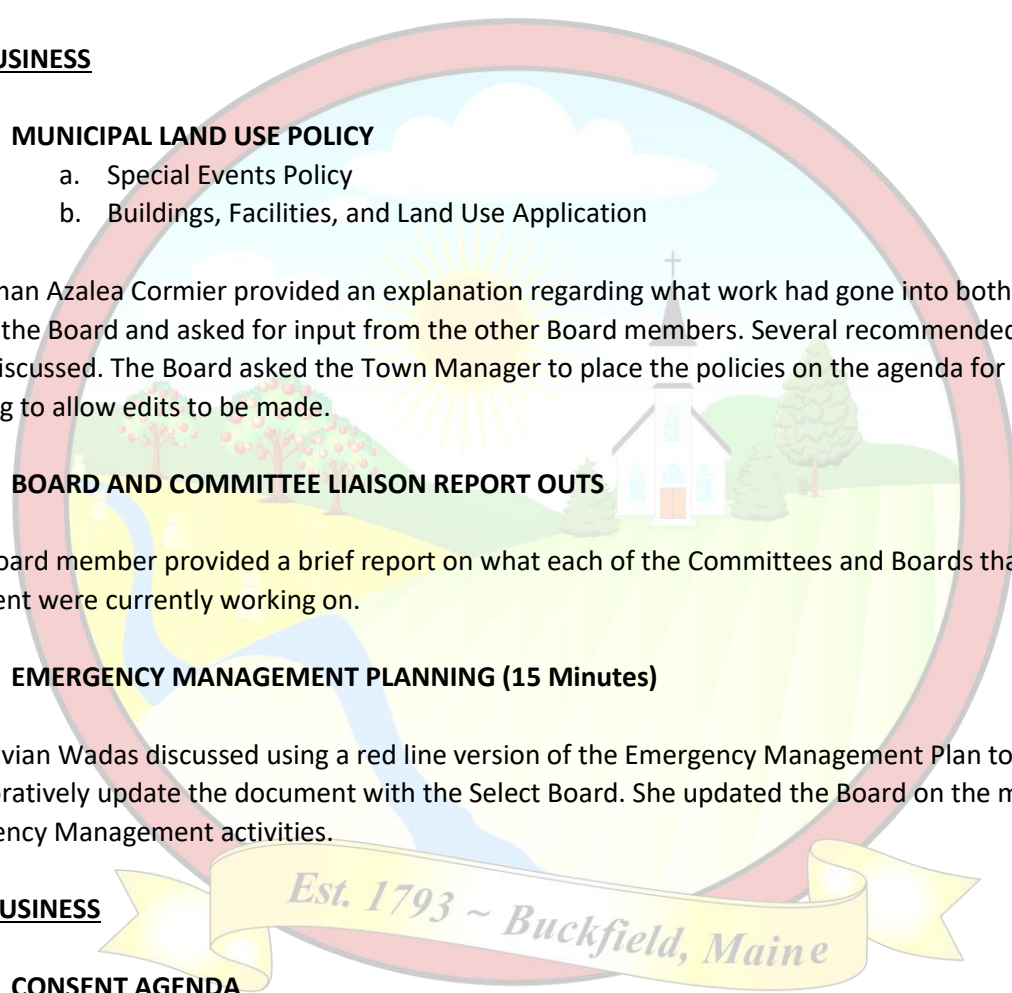 USINESS
MUNICIPAL LAND USE POLICY
a. Special Events Policy
b. Buildings, Facilities, and Land Use Application
nan Azalea Cormier provided an explanation regarding what work had gone into both
the Board and asked for input from the other Board members. Several recommended
iscussed. The Board asked the Town Manager to place the policies on the agenda for
g to allow edits to be made.
BOARD AND COMMITTEE LIAISON REPORT OUTS
oard member provided a brief report on what each of the Committees and Boards tha
ent were currently working on.
EMERGENCY MANAGEMENT PLANNING (15 Minutes)
vian Wadas discussed using a red line version of the Emergency Management Plan to
oratively update the document with the Select Board. She updated the Board on the m
ency Management activities.
USINESS
Est. 1793 ~ Buckfield, Maine
CONSENT AGENDA